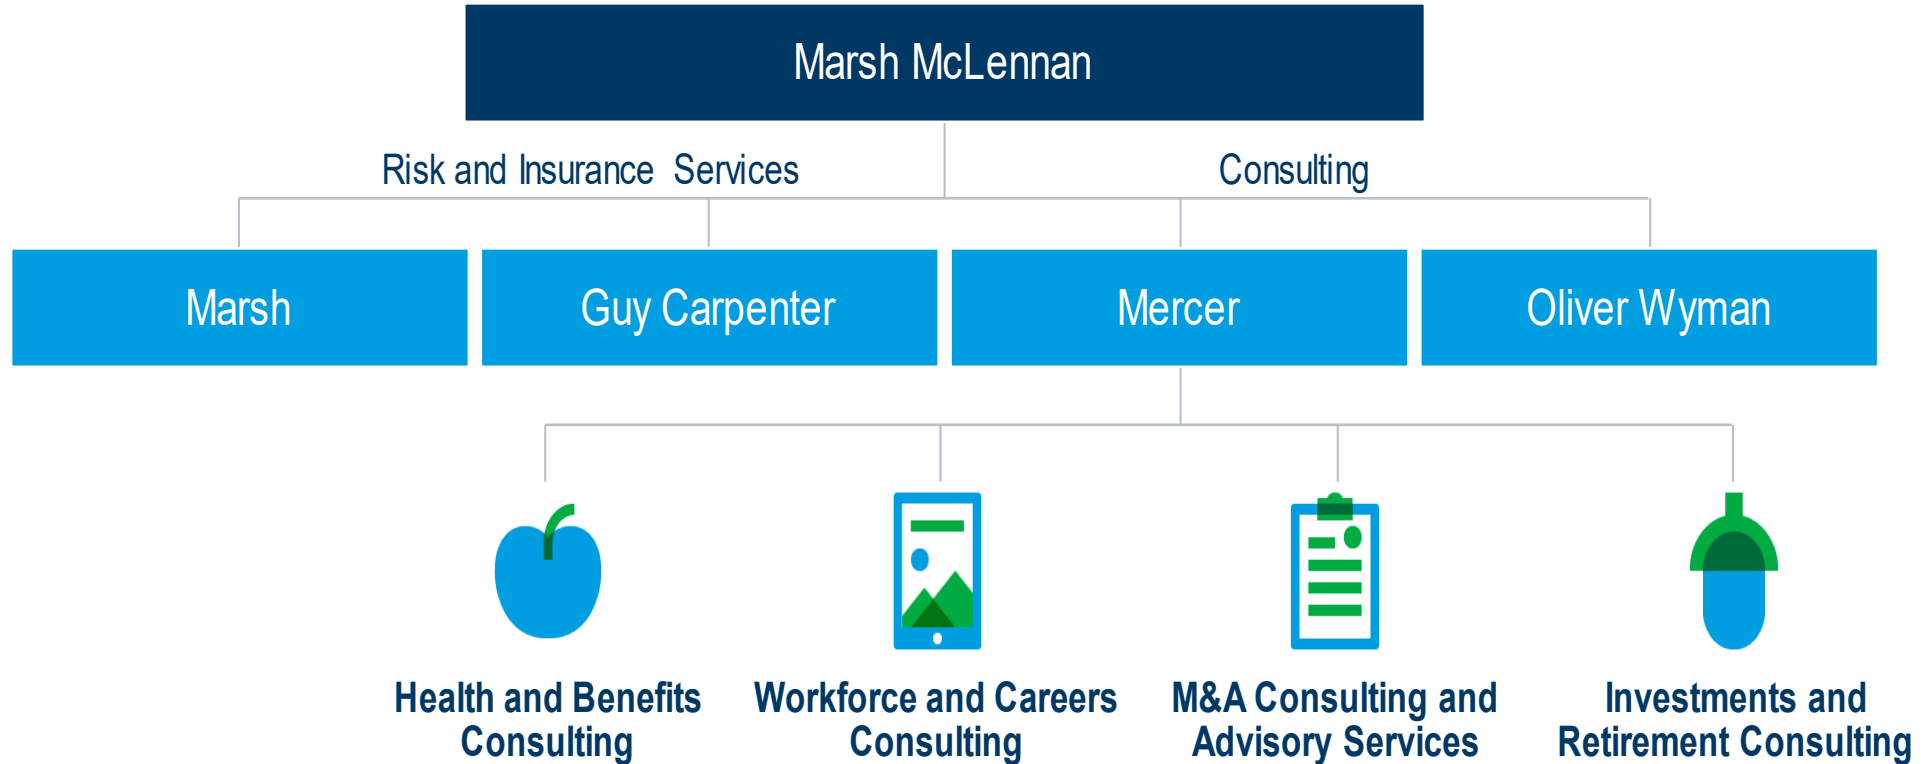 Marsh McLennan
Risk and Insurance Services
Consulting
Marsh
Guy Carpenter
Mercer
Oliver Wyman
Health and Benefits
Consulting
Workforce and Careers
Consulting
M&A Consulting and
Advisory Services
Investments and
Retirement Consulting